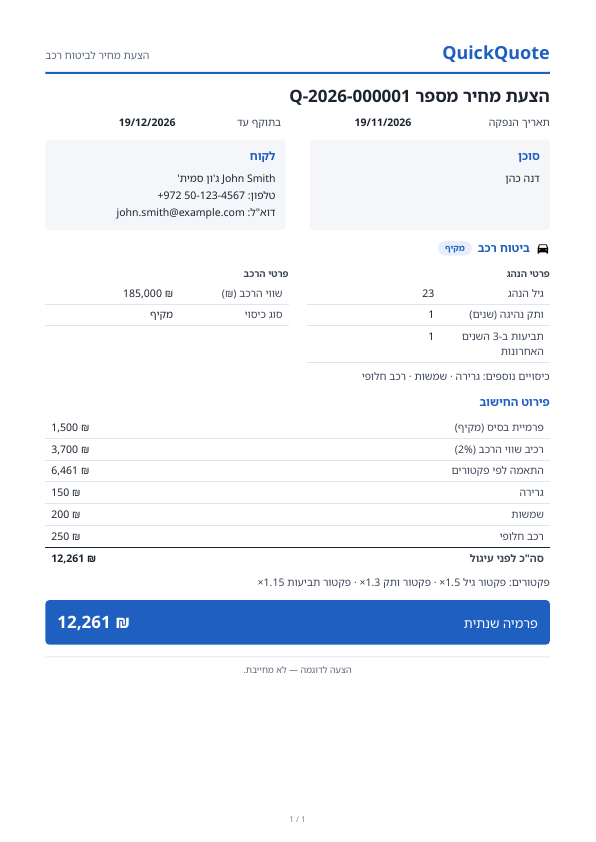 QuickQuote
הצעת מחיר לביטוח רכב
הצעת מחיר מספר Q-2026-000001
תאריך הנפקה 19/11/2026 בתוקף עד 19/12/2026
סוכן
דנה כהן
לקוח
John Smith ג'ון סמית'
טלפון: +972 50-123-4567
דוא"ל: john.smith@example.com
ביטוח רכב מקיף
פרטי הנהג
גיל הנהג 23
ותק נהיגה (שנים) 1
תביעות ב-3 השנים 1
האחרונות
פרטי הרכב
שווי הרכב (₪) 185,000 ₪
סוג כיסוי מקיף
כיסויים נוספים: גרירה · שמשות · רכב חלופי
פירוט החישוב
פרמיית בסיס (מקיף) 1,500 ₪
רכיב שווי הרכב (2%) 3,700 ₪
התאמה לפי פקטורים 6,461 ₪
גרירה 150 ₪
שמשות 200 ₪
רכב חלופי 250 ₪
סה"כ לפני עיגול 12,261 ₪
פקטורים: פקטור גיל 1.5× · פקטור ותק 1.3× · פקטור תביעות 1.15×
פרמיה שנתית 12,261 ₪
הצעה לדוגמה — לא מחייבת.
1 / 1